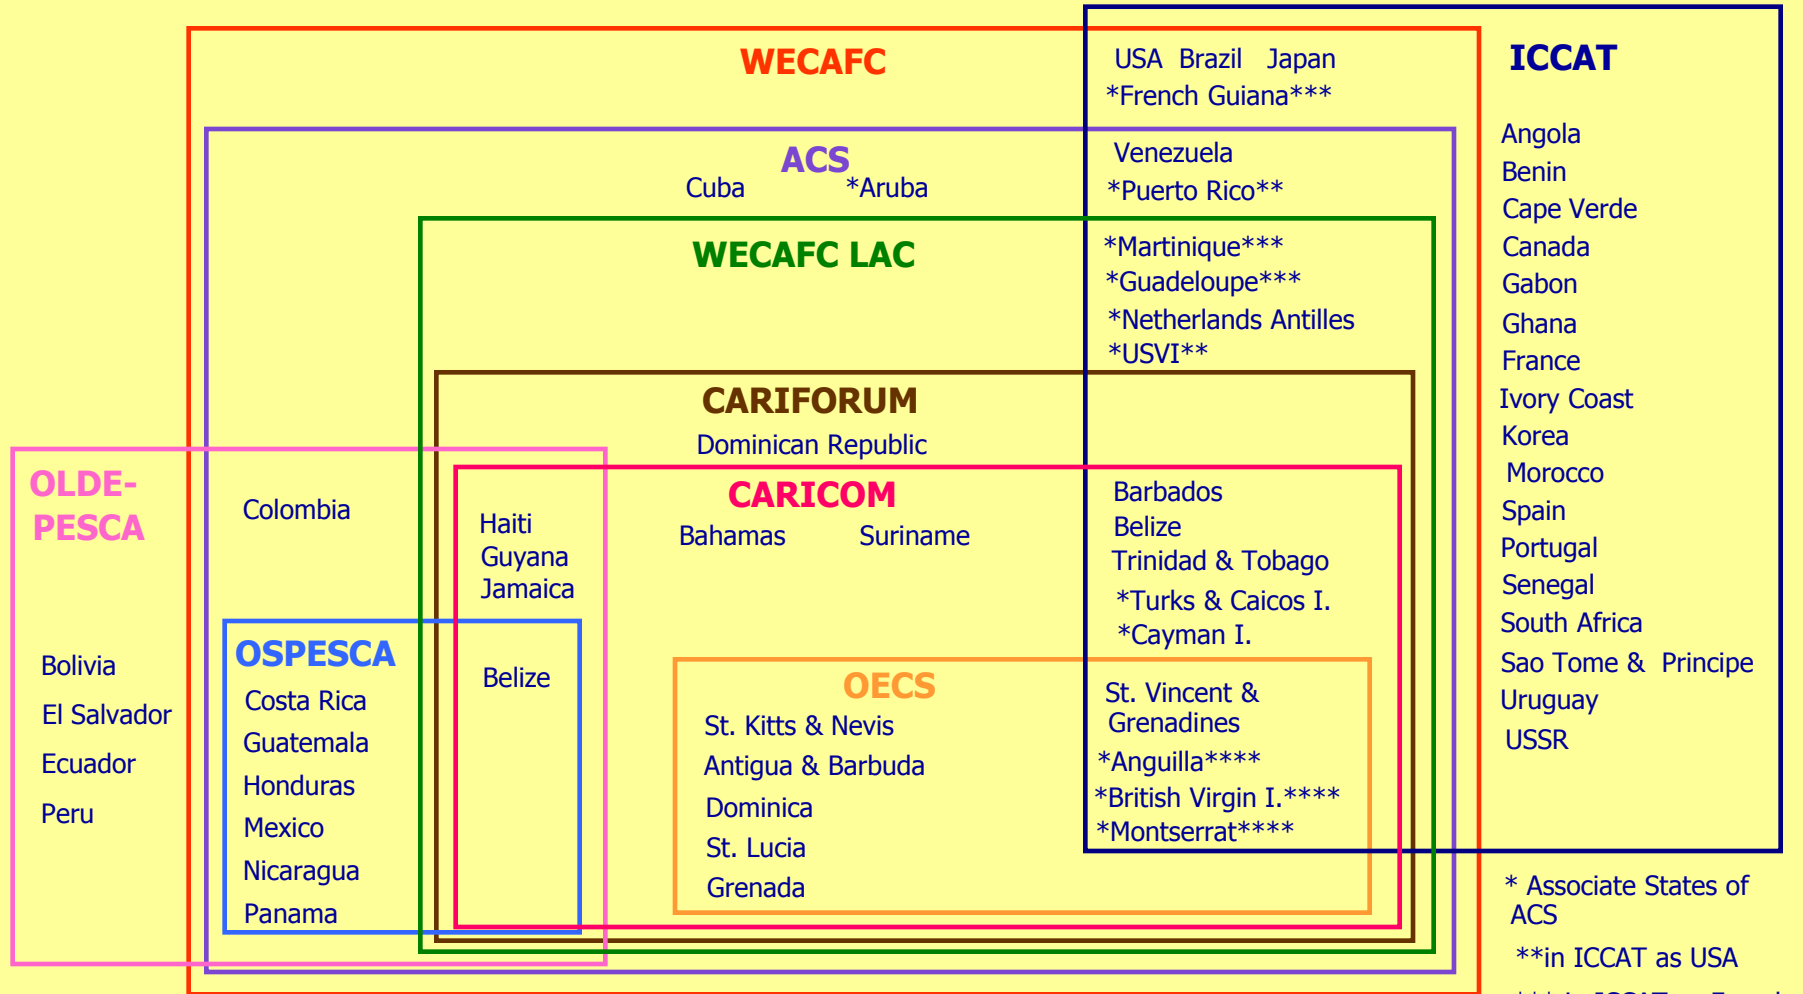 WECAFC
USA Brazil Japan
*French Guiana***
ICCAT
ACS
Cuba *Aruba
Venezuela
*Puerto Rico**
WECAFC LAC
*Martinique***
*Guadeloupe***
*Netherlands Antilles
*USVI**
CARIFORUM
Dominican Republic
OLDE-
PESCA
Colombia
Haiti
Guyana
Jamaica
CARICOM
Bahamas Suriname
Barbados
Belize
Trinidad & Tobago
*Turks & Caicos I.
*Cayman I.
Bolivia
El Salvador
Ecuador
Peru
OSPESCA
Costa Rica
Guatemala
Honduras
Mexico
Nicaragua
Panama
Belize
OECS
St. Kitts & Nevis
Antigua & Barbuda
Dominica
St. Lucia
Grenada
St. Vincent &
Grenadines
*Anguilla****
*British Virgin I.****
*Montserrat****
Angola
Benin
Cape Verde
Canada
Gabon
Ghana
France
Ivory Coast
Korea
Morocco
Spain
Portugal
Senegal
South Africa
Sao Tome & Principe
Uruguay
USSR
* Associate States of
ACS
**in ICCAT as USA